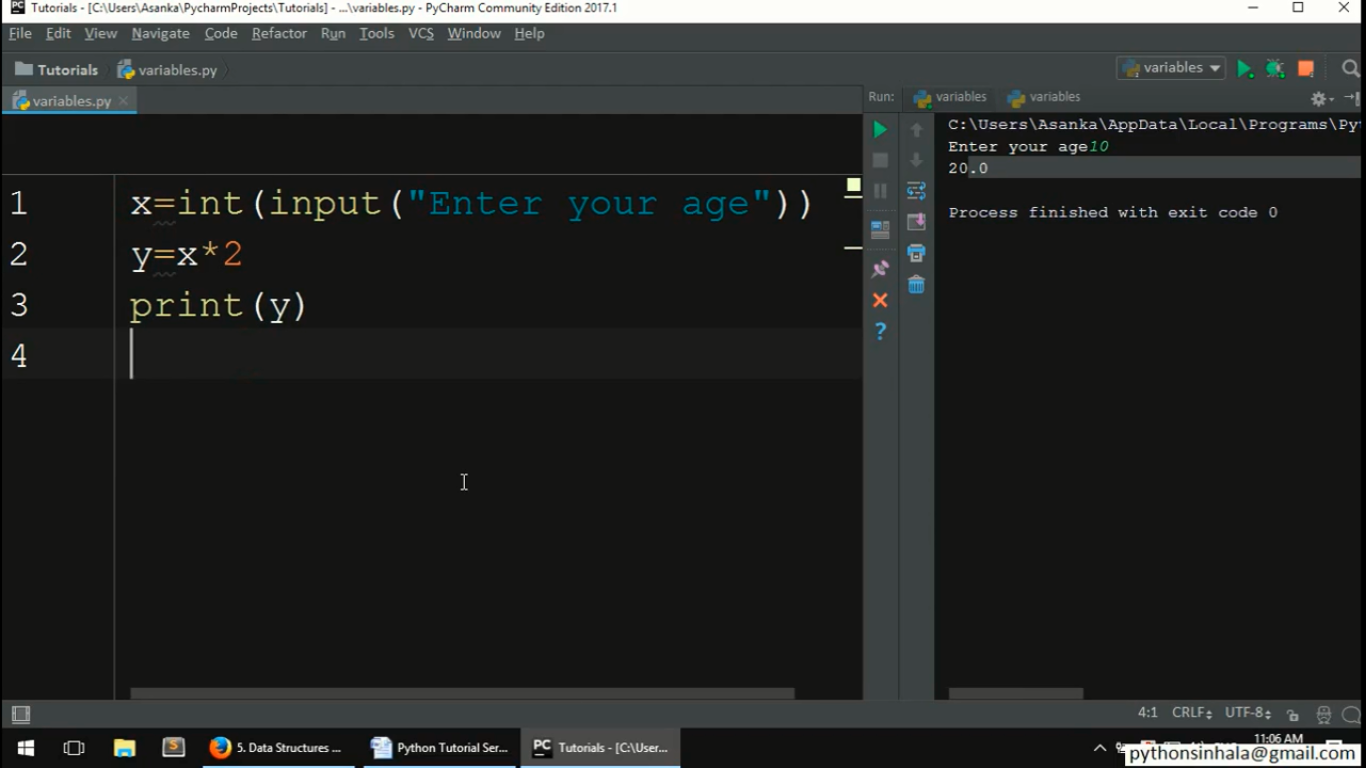 Tutorials - [C:\Users\Asanka\PycharmProjects\Tutorials] - ...\variables.py - PyCharm Community Edition 2017.1
File Edit View Navigate Code Refactor Run Tools VCS Window Help
Tutorials variables.py
variables
variables.py
Run: variables variables
1 x=int(input("Enter your age"))
2 y=x*2
3 print(y)
4
C:\Users\Asanka\AppData\Local\Programs\Py
Enter your age10
20.0
Process finished with exit code 0
4:1 CRLF UTF-8
5. Data Structures ...
Python Tutorial Ser...
PC Tutorials - [C:\User...
11:06 AM
pythonsinhala@gmail.com